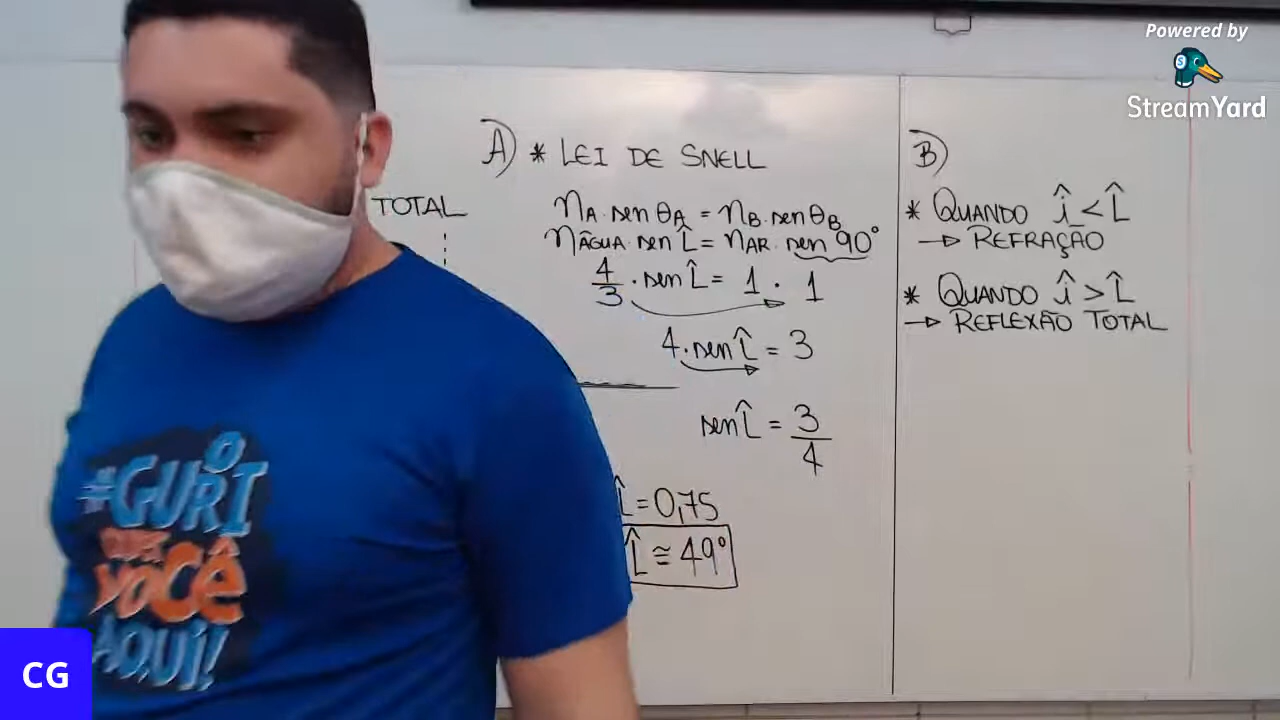 Powered by
StreamYard
TOTAL
A) * LEI DE SNELL
nA · sen θA = nB · sen θB
nÁGUA · sen L̂ = nAR · sen 90°
4/3 · sen L̂ = 1 · 1
4 · sen L̂ = 3
sen L̂ = 3/4
L̂ = 0,75
L̂ ≅ 49°
B)
* QUANDO î < L̂
→ REFRAÇÃO
* QUANDO î > L̂
→ REFLEXÃO TOTAL
O
#GURI
VOCÊ
AQUI!
CG